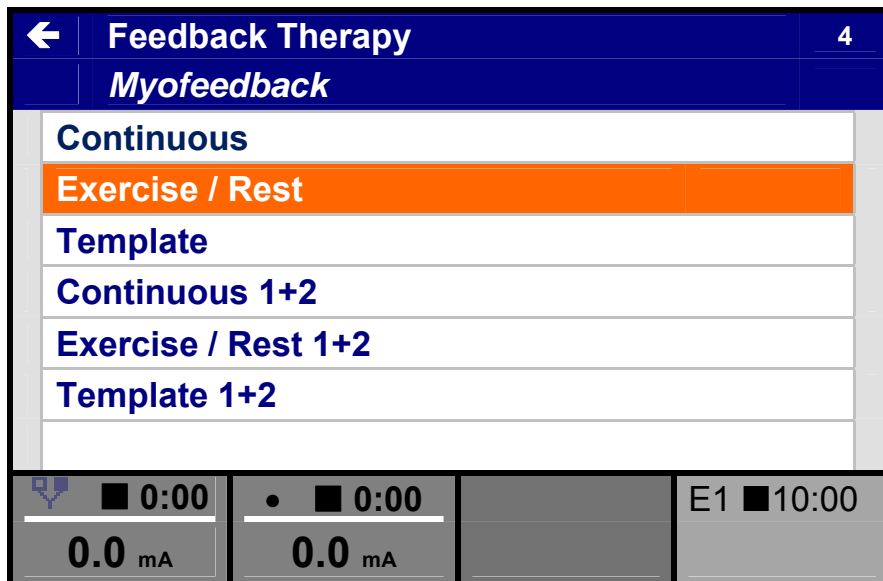 Feedback Therapy 4
Myofeedback
Continuous
Exercise / Rest
Template
Continuous 1+2
Exercise / Rest 1+2
Template 1+2
0:00 0:00 E1 10:00
0.0 mA 0.0 mA